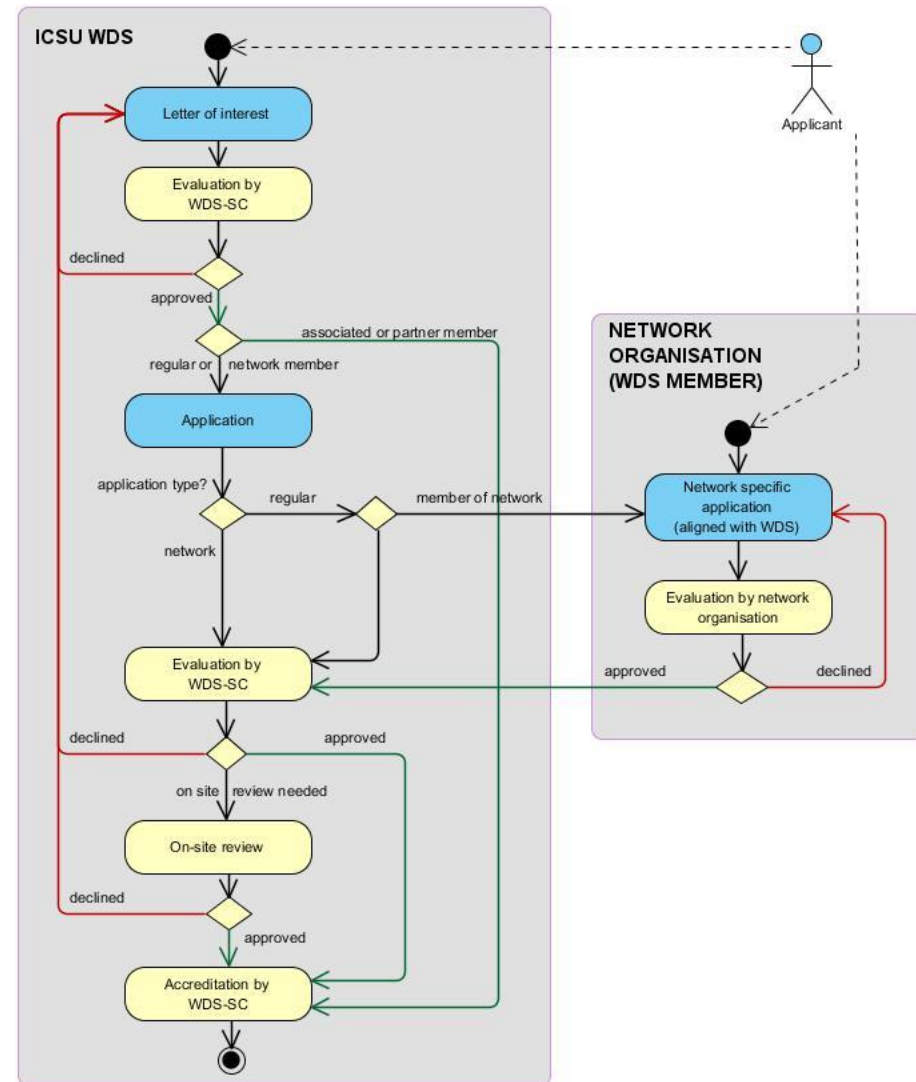 ICSU WDS
Applicant
Letter of interest
Evaluation by
WDS-SC
declined
approved
associated or partner member
regular or network member
Application
application type?
regular
member of network
network
Evaluation by
WDS-SC
declined
approved
on site review needed
On-site review
declined
approved
Accreditation by
WDS-SC
NETWORK
ORGANISATION
(WDS MEMBER)
Network specific
application
(aligned with WDS)
Evaluation by network
organisation
approved
declined